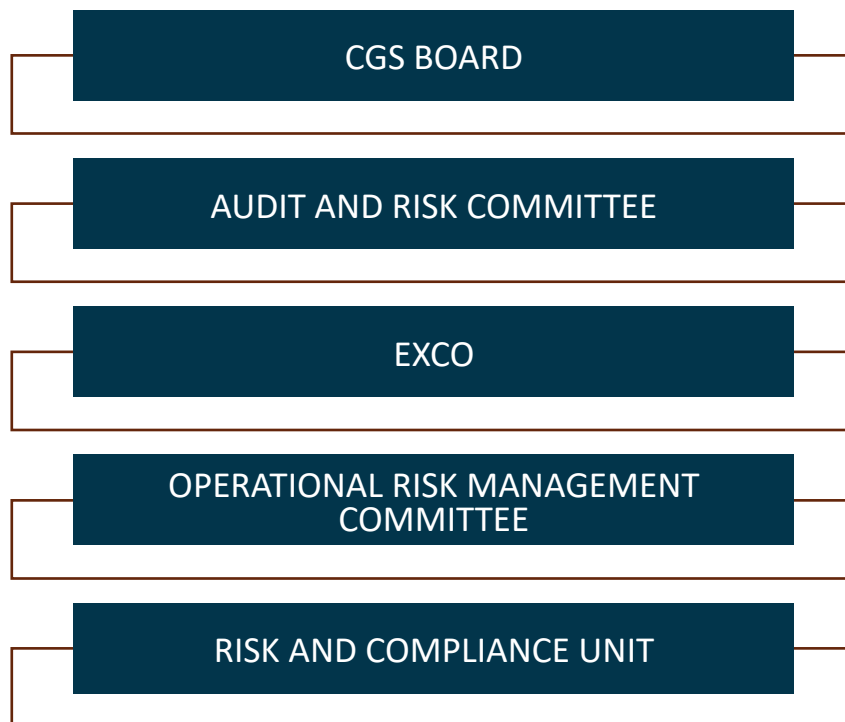 CGS BOARD
AUDIT AND RISK COMMITTEE
EXCO
OPERATIONAL RISK MANAGEMENT
COMMITTEE
RISK AND COMPLIANCE UNIT